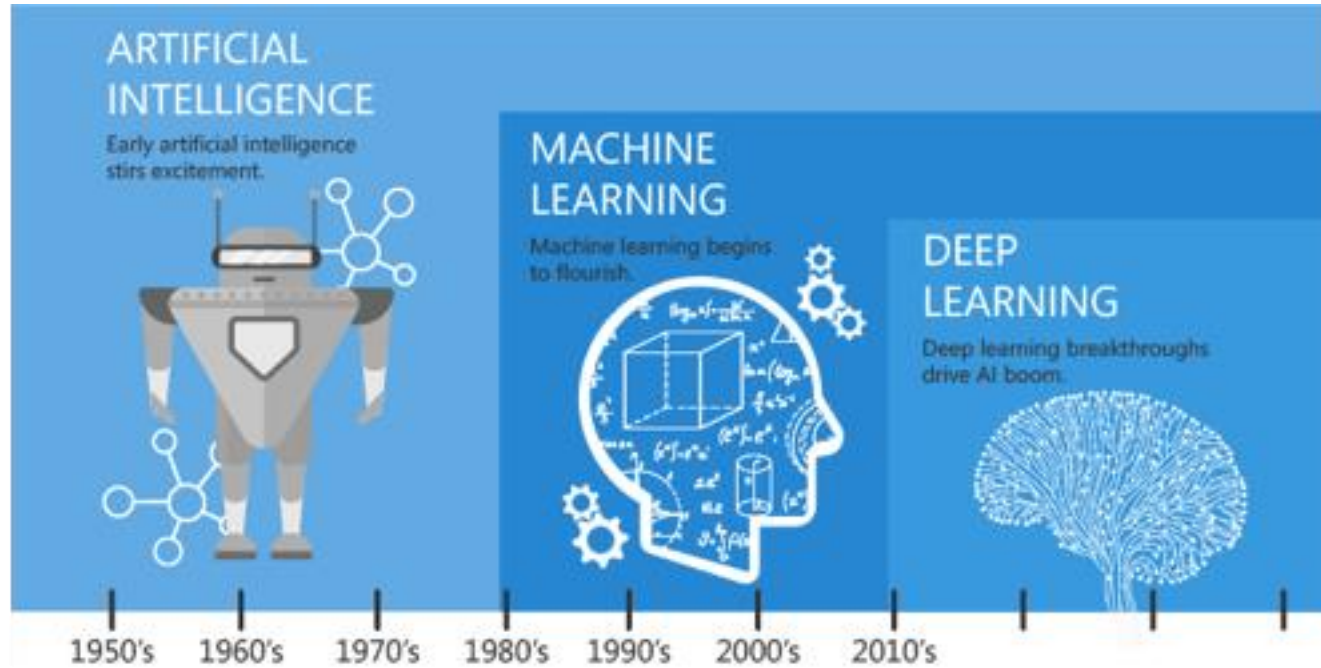 ARTIFICIAL
INTELLIGENCE
Early artificial intelligence
stirs excitement.
MACHINE
LEARNING
Machine learning begins
to flourish.
DEEP
LEARNING
Deep learning breakthroughs
drive AI boom.
1950's 1960's 1970's 1980's 1990's 2000's 2010's